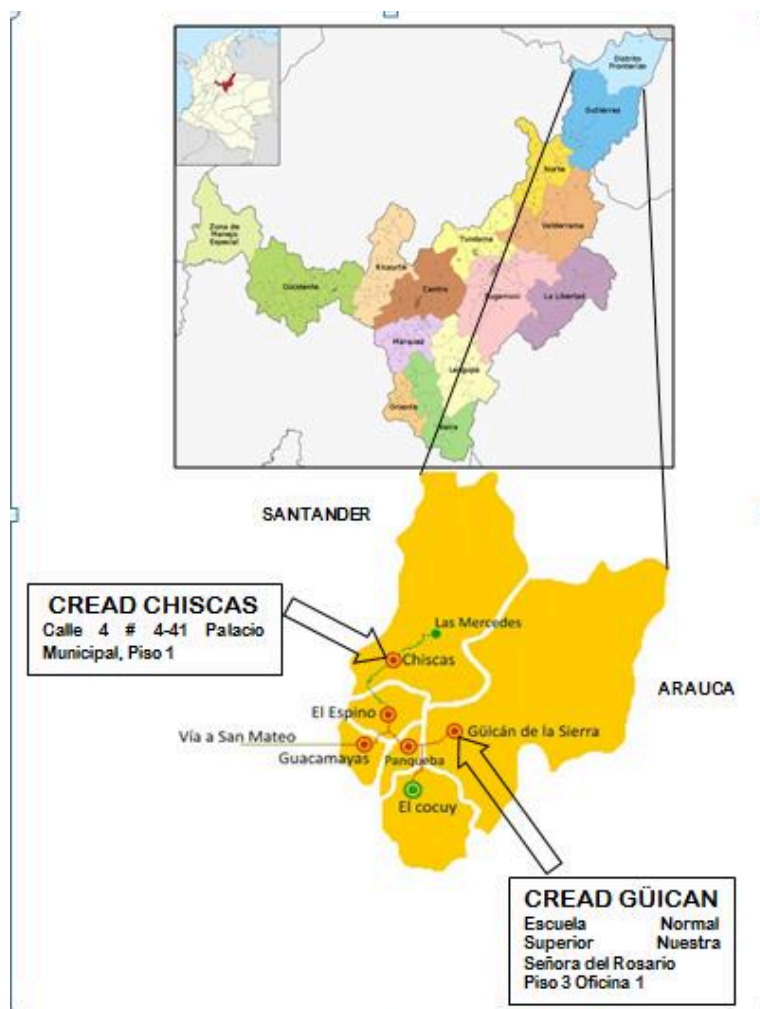 Distrito Fronterizo
Gutiérrez
Norte
Valderrama
Zona de
Manejo
Especial
Tundama
Ricaurte
Occidente
Centro
Sugamuxi
La Libertad
Márquez
Lengupá
Oriente
Neira
SANTANDER
CREAD CHISCAS
Calle 4 # 4-41 Palacio
Municipal, Piso 1
Las Mercedes
Chiscas
ARAUCA
El Espino
Vía a San Mateo
Güicán de la Sierra
Guacamayas
Panqueba
El cocuy
CREAD GÜICAN
Escuela Normal
Superior Nuestra
Señora del Rosario
Piso 3 Oficina 1